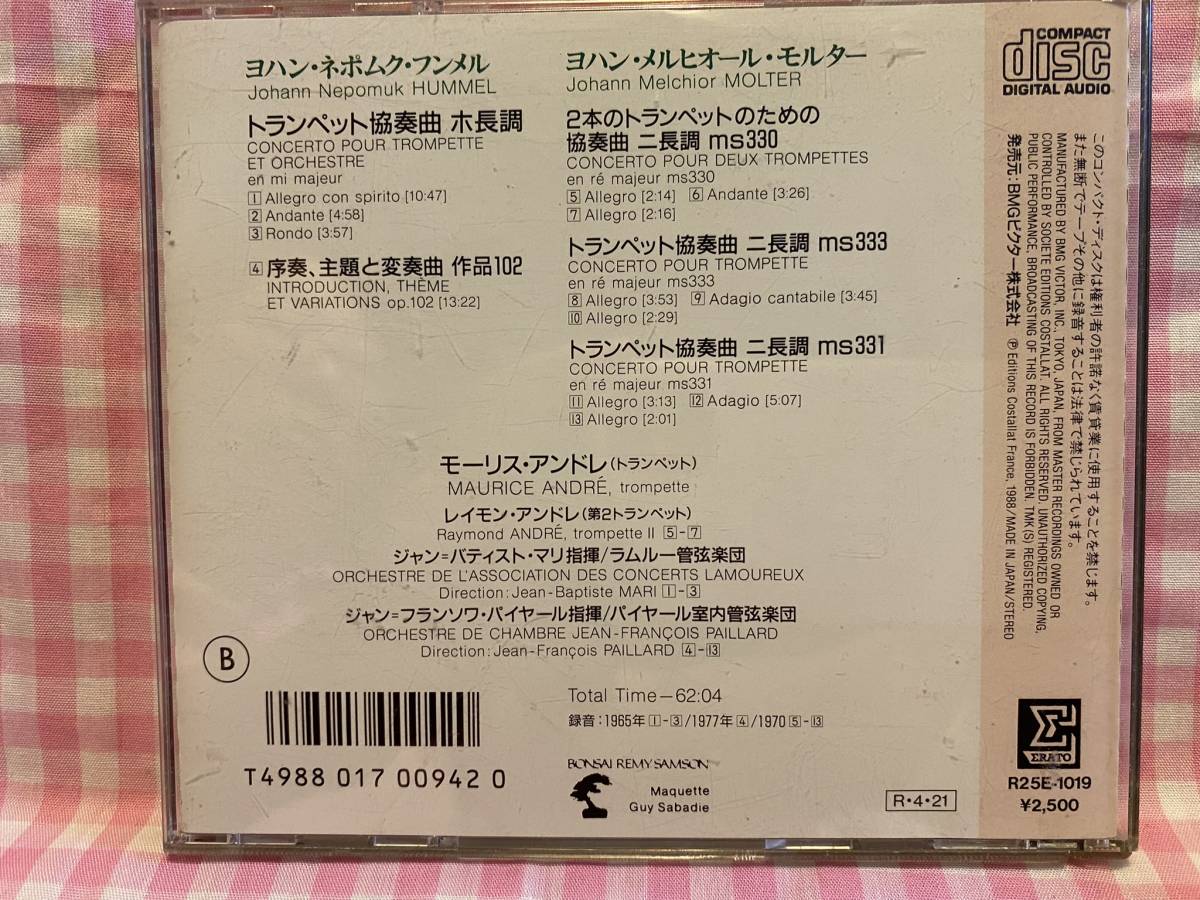 ヨハン・ネポムク・フンメル
Johann Nepomuk HUMMEL
トランペット協奏曲 ホ長調
CONCERTO POUR TROMPETTE
ET ORCHESTRE
en mi majeur
1 Allegro con spirito [10:47]
2 Andante [4:58]
3 Rondo [3:57]
4 序奏、主題と変奏曲 作品102
INTRODUCTION, THÈME
ET VARIATIONS op.102 [13:22]
ヨハン・メルヒオール・モルター
Johann Melchior MOLTER
2本のトランペットのための
協奏曲 ニ長調 ms330
CONCERTO POUR DEUX TROMPETTES
en ré majeur ms330
5 Allegro [2:14] 6 Andante [3:26]
7 Allegro [2:16]
トランペット協奏曲 ニ長調 ms333
CONCERTO POUR TROMPETTE
en ré majeur ms333
8 Allegro [3:53] 9 Adagio cantabile [3:45]
10 Allegro [2:29]
トランペット協奏曲 ニ長調 ms331
CONCERTO POUR TROMPETTE
en ré majeur ms331
11 Allegro [3:13] 12 Adagio [5:07]
13 Allegro [2:01]
モーリス・アンドレ(トランペット)
MAURICE ANDRÉ, trompette
レイモン・アンドレ(第2トランペット)
Raymond ANDRÉ, trompette II 5-7
ジャン=バティスト・マリ指揮/ラムルー管弦楽団
ORCHESTRE DE L'ASSOCIATION DES CONCERTS LAMOUREUX
Direction: Jean-Baptiste MARI 1-3
ジャン=フランソワ・パイヤール指揮/パイヤール室内管弦楽団
ORCHESTRE DE CHAMBRE JEAN-FRANÇOIS PAILLARD
Direction: Jean-François PAILLARD 4-13
B
T4988 017 00942 0
Total Time—62:04
録音:1965年 1-3/1977年 4/1970 5-13
BONSAI REMY SAMSON
Maquette
Guy Sabadie
R・4・21
COMPACT
disc
DIGITAL AUDIO
このコンパクト・ディスクは権利者の許諾なく賃貸業に使用することを禁じます。
また無断でテープその他に録音することは法律で禁じられています。
MANUFACTURED BY BMG VICTOR, INC., TOKYO, JAPAN, FROM MASTER RECORDINGS OWNED OR
CONTROLLED BY SOCIETE EDITIONS COSTALLAT. ALL RIGHTS RESERVED. UNAUTHORIZED COPYING,
PUBLIC PERFORMANCE, BROADCASTING OF THIS RECORD IS FORBIDDEN. TMK(S) REGISTERED.
発売元:BMGビクター株式会社 ℗ Editions Costallat France, 1988/MADE IN JAPAN/STEREO
ERATO
R25E-1019
¥2,500